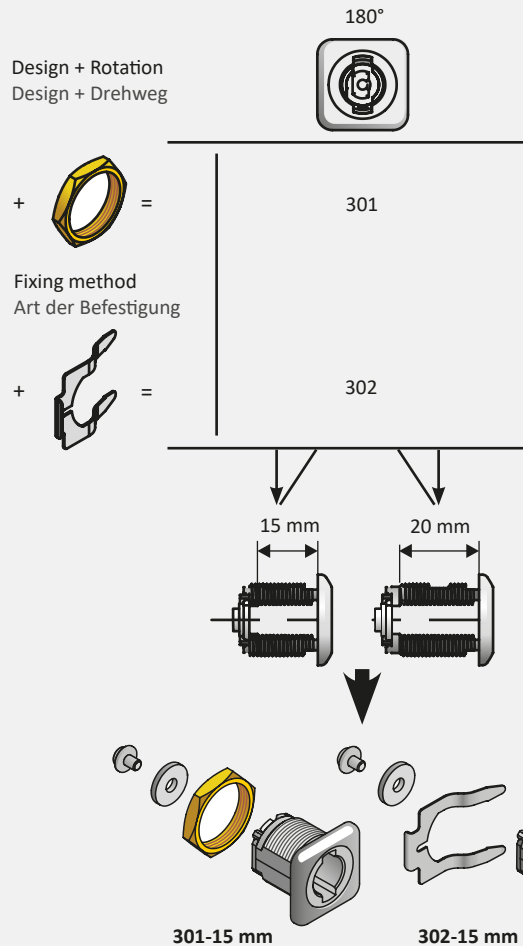 180°
Design + Rotation
Design + Drehweg
+ = 301
Fixing method
Art der Befestigung
+ = 302
15 mm 20 mm
301-15 mm 302-15 mm